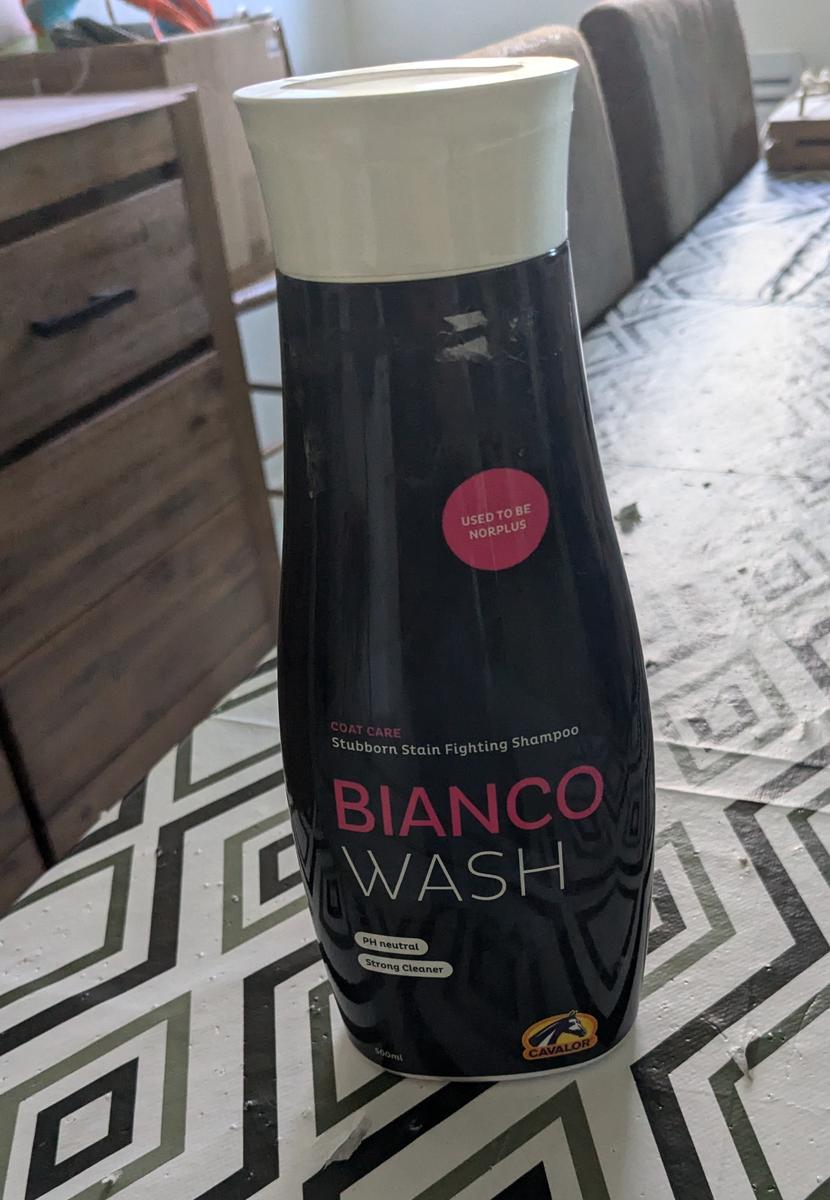 USED TO BE
NORPLUS
COAT CARE
Stubborn Stain Fighting Shampoo
BIANCO
WASH
PH neutral
Strong Cleaner
500ml
CAVALOR